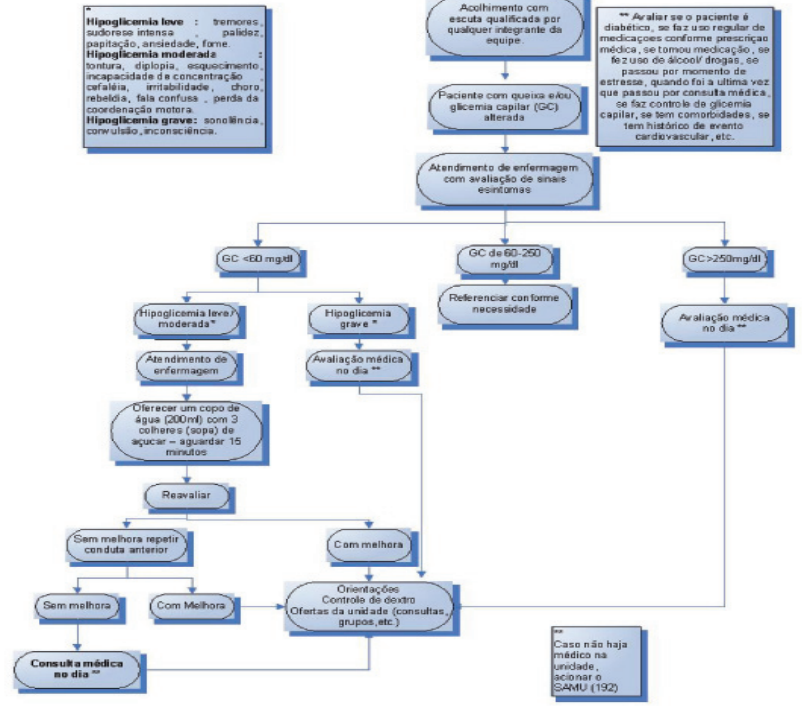 *
Hipoglicemia leve : tremores,
sudorese intensa , palidez,
papitação, ansiedade, fome.
Hipoglicemia moderada :
tontura, diplopia, esquecimento,
incapacidade de concentração ,
cefaléia, irritabilidade, choro,
rebeldia, fala confusa , perda da
coordenação motora.
Hipoglicemia grave: sonolência,
convulsão, inconsciência.
Acolhimento com
escuta qualificada por
qualquer integrante da
equipe.
** Avaliar se o paciente é
diabético, se faz uso regular de
medicações conforme prescriçao
médica, se tomou medicação, se
fez uso de álcool/ drogas, se
passou por momento de
estresse, quando foi a ultima vez
que passou por consulta médica,
se faz controle de glicemia
capilar, se tem comorbidades, se
tem histórico de evento
cardiovascular, etc.
Paciente com queixa e/ou
glicemia capilar (GC)
alterada
Atendimento de enfermagem
com avaliação de sinais
esintomas
GC <60 mg/dl
GC de 60-250
mg/dl
GC>250mg/dl
Hipoglicemia leve/
moderada*
Hipoglicemia
grave *
Referenciar conforme
necessidade
Avaliação médica
no dia **
Atendimento de
enfermagem
Avaliação médica
no dia **
Oferecer um copo de
água (200ml) com 3
colheres (sopa) de
açucar – aguardar 15
minutos
Reavaliar
Sem melhora repetir
conduta anterior
Com melhora
Sem melhora
Com Melhora
Orientações
Controle de dextro
Ofertas da unidade (consultas,
grupos,etc.)
Consulta médica
no dia **
**
Caso não haja
médico na
unidade,
acionar o
SAMU (192)